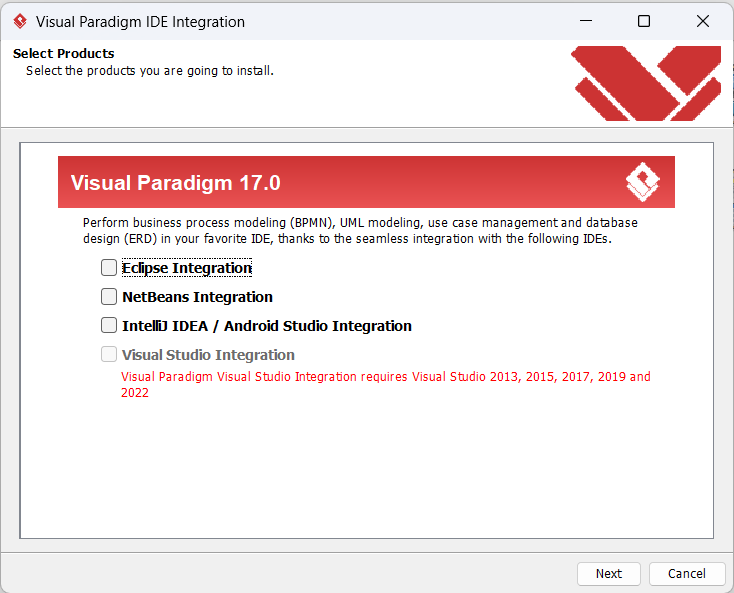 Visual Paradigm IDE Integration
Select Products
Select the products you are going to install.
Visual Paradigm 17.0
Perform business process modeling (BPMN), UML modeling, use case management and database
design (ERD) in your favorite IDE, thanks to the seamless integration with the following IDEs.
Eclipse Integration
NetBeans Integration
IntelliJ IDEA / Android Studio Integration
Visual Studio Integration
Visual Paradigm Visual Studio Integration requires Visual Studio 2013, 2015, 2017, 2019 and
2022
Next
Cancel